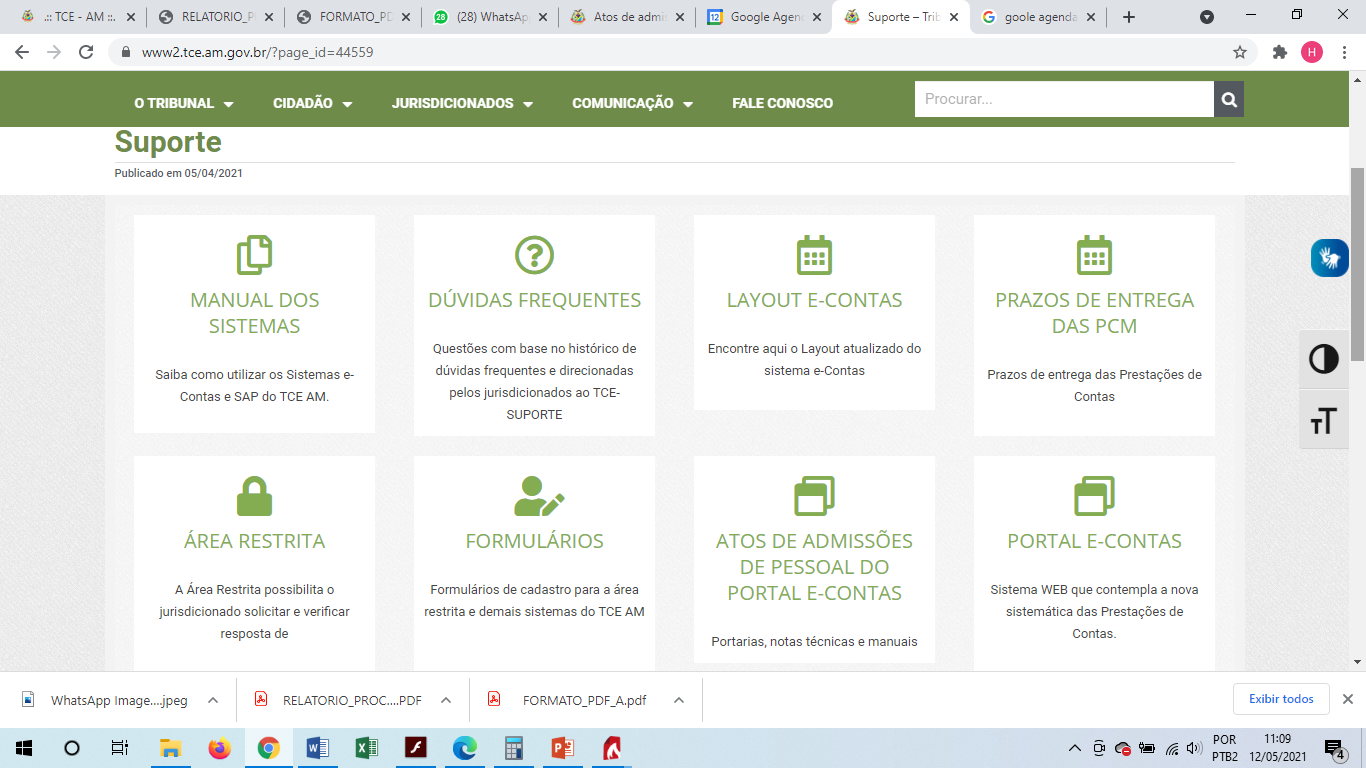 .:: TCE - AM ::.
RELATORIO_P
FORMATO_PD
(28) WhatsAp
Atos de admis
Google Agen
Suporte – Trib
goole agenda
www2.tce.am.gov.br/?page_id=44559
H
O TRIBUNAL
CIDADÃO
JURISDICIONADOS
COMUNICAÇÃO
FALE CONOSCO
Procurar...
Suporte
Publicado em 05/04/2021
MANUAL DOS
SISTEMAS
Saiba como utilizar os Sistemas e-
Contas e SAP do TCE AM.
DÚVIDAS FREQUENTES
Questões com base no histórico de
dúvidas frequentes e direcionadas
pelos jurisdicionados ao TCE-
SUPORTE
LAYOUT E-CONTAS
Encontre aqui o Layout atualizado do
sistema e-Contas
PRAZOS DE ENTREGA
DAS PCM
Prazos de entrega das Prestações de
Contas
ÁREA RESTRITA
A Área Restrita possibilita o
jurisdicionado solicitar e verificar
resposta de
FORMULÁRIOS
Formulários de cadastro para a área
restrita e demais sistemas do TCE AM
ATOS DE ADMISSÕES
DE PESSOAL DO
PORTAL E-CONTAS
Portarias, notas técnicas e manuais
PORTAL E-CONTAS
Sistema WEB que contempla a nova
sistemática das Prestações de
Contas.
WhatsApp Image....jpeg
RELATORIO_PROC....PDF
FORMATO_PDF_A.pdf
Exibir todos
POR
PTB2
11:09
12/05/2021
4